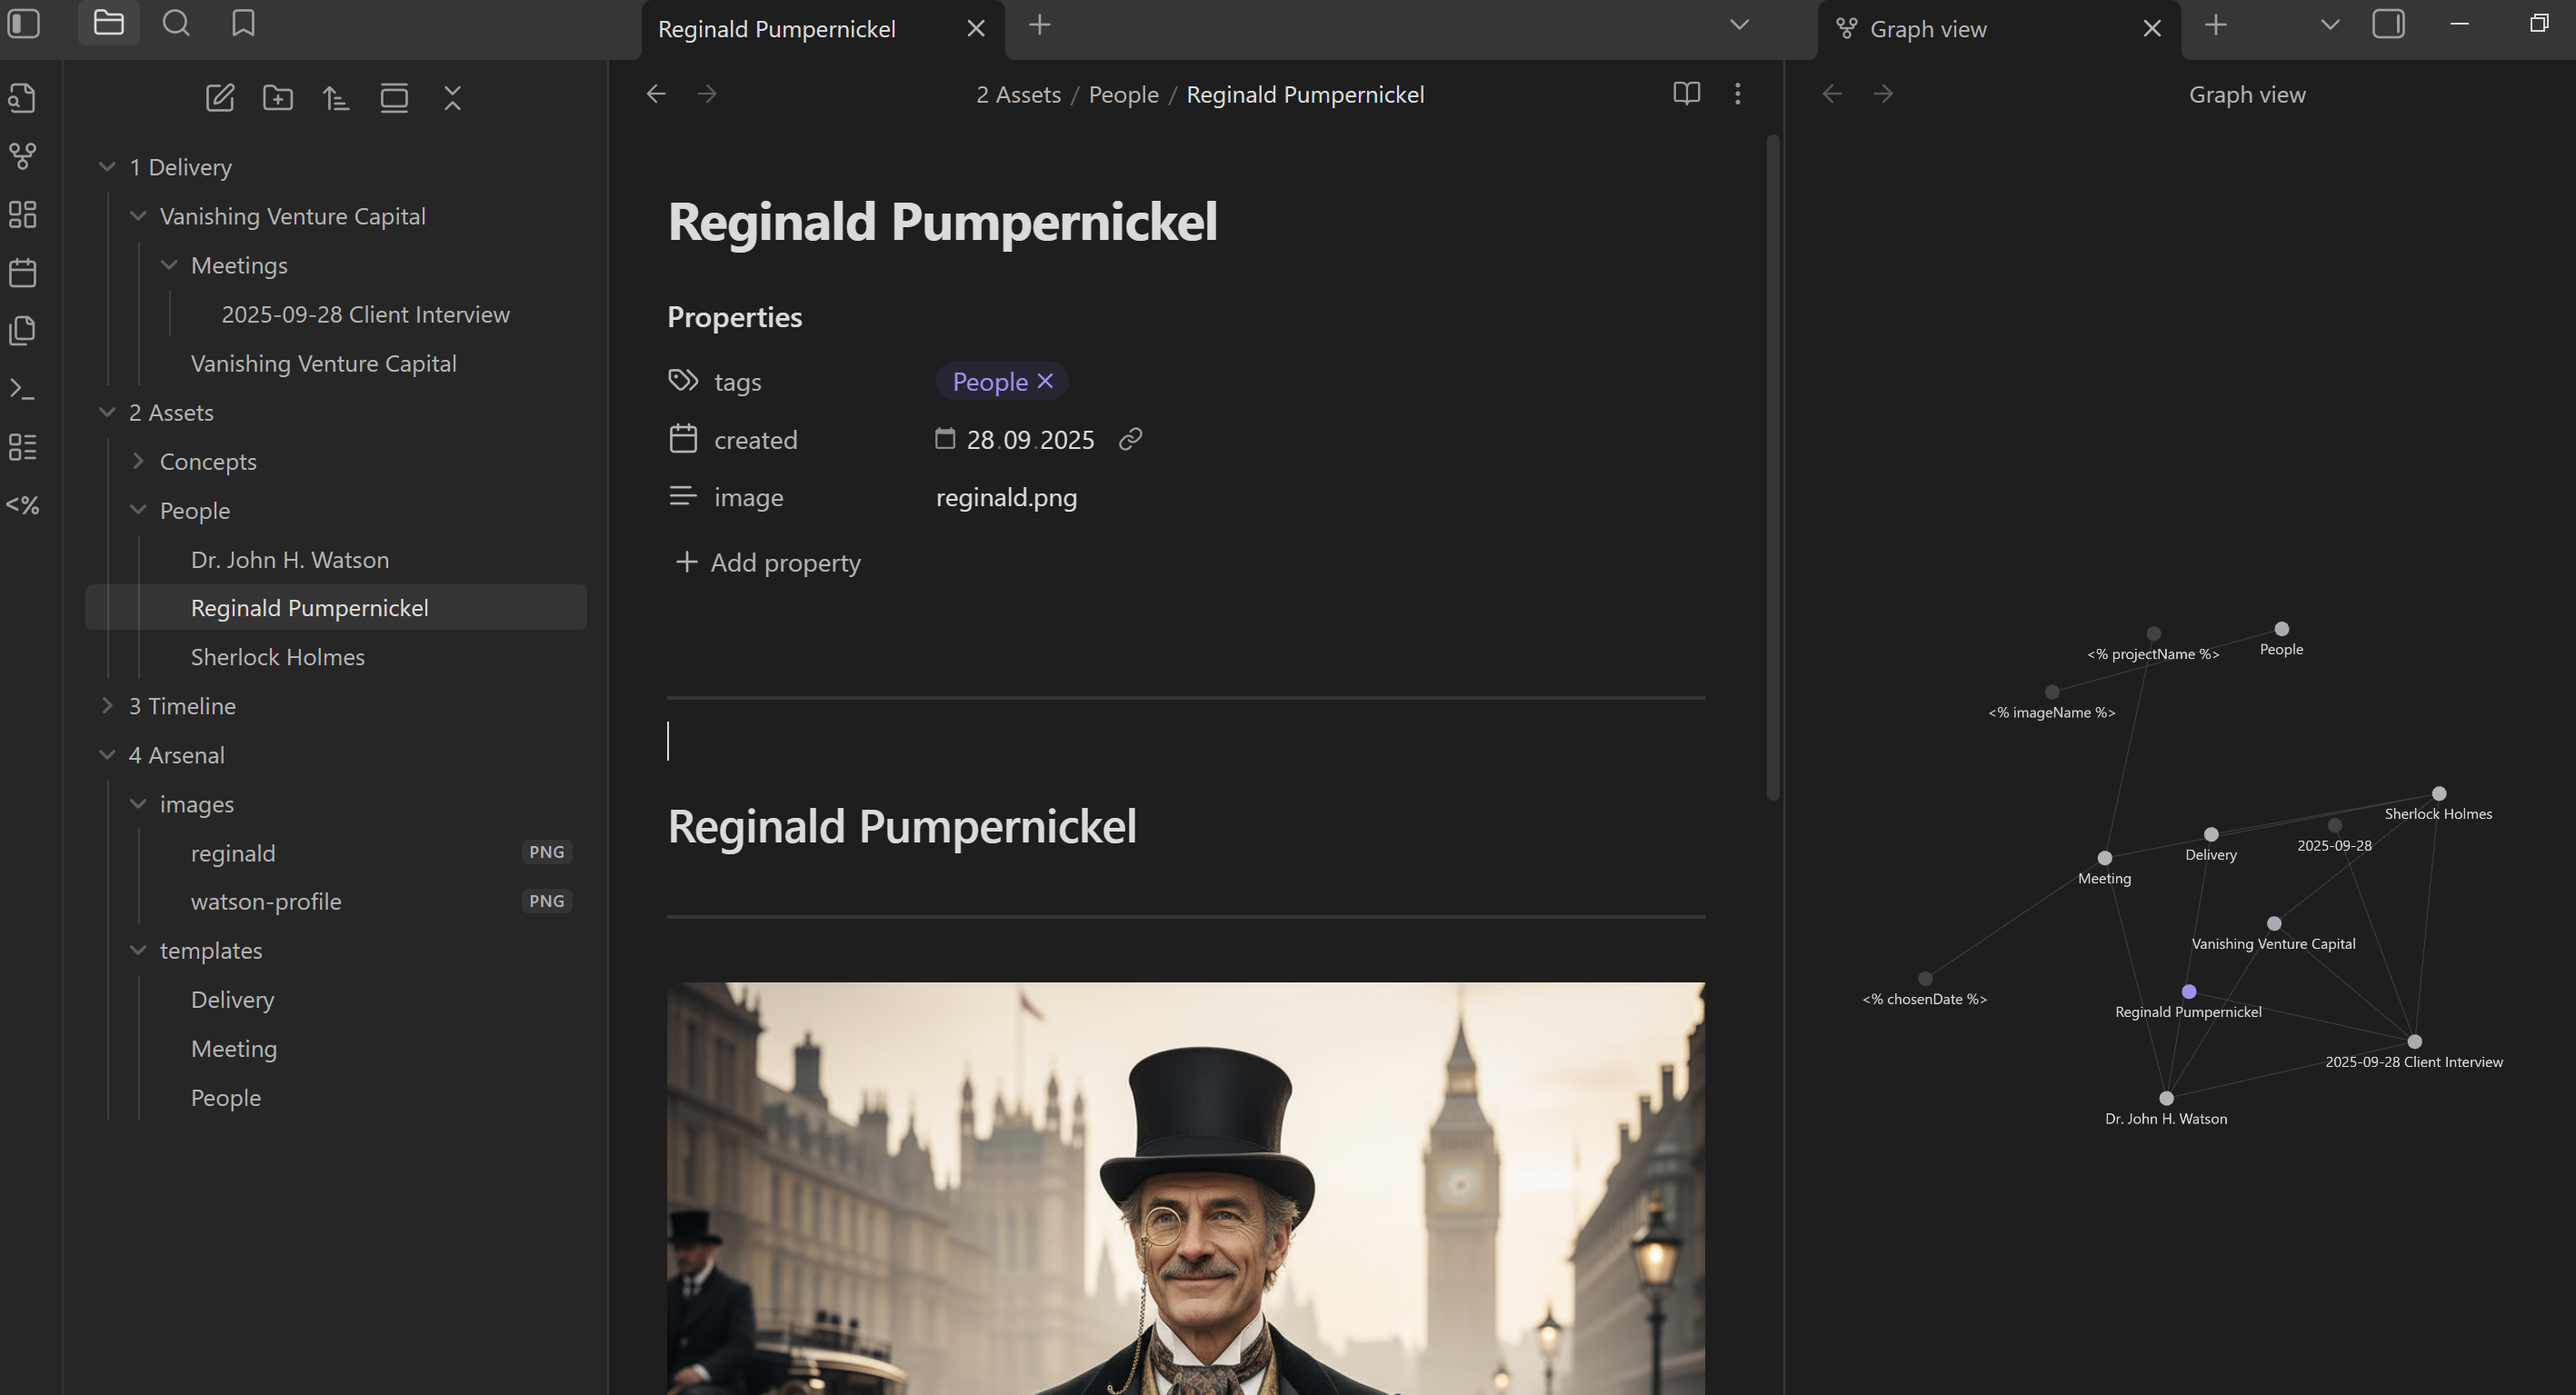 Reginald Pumpernickel
Graph view
2 Assets / People / Reginald Pumpernickel
Graph view
1 Delivery
Vanishing Venture Capital
Meetings
2025-09-28 Client Interview
Vanishing Venture Capital
2 Assets
Concepts
People
Dr. John H. Watson
Reginald Pumpernickel
Sherlock Holmes
3 Timeline
4 Arsenal
images
reginald PNG
watson-profile PNG
templates
Delivery
Meeting
People
<%
Reginald Pumpernickel
Properties
tags People
created 28.09.2025
image reginald.png
Add property
Reginald Pumpernickel
<% projectName %>
People
<% imageName %>
Sherlock Holmes
2025-09-28
Delivery
Meeting
Vanishing Venture Capital
<% chosenDate %>
Reginald Pumpernickel
2025-09-28 Client Interview
Dr. John H. Watson